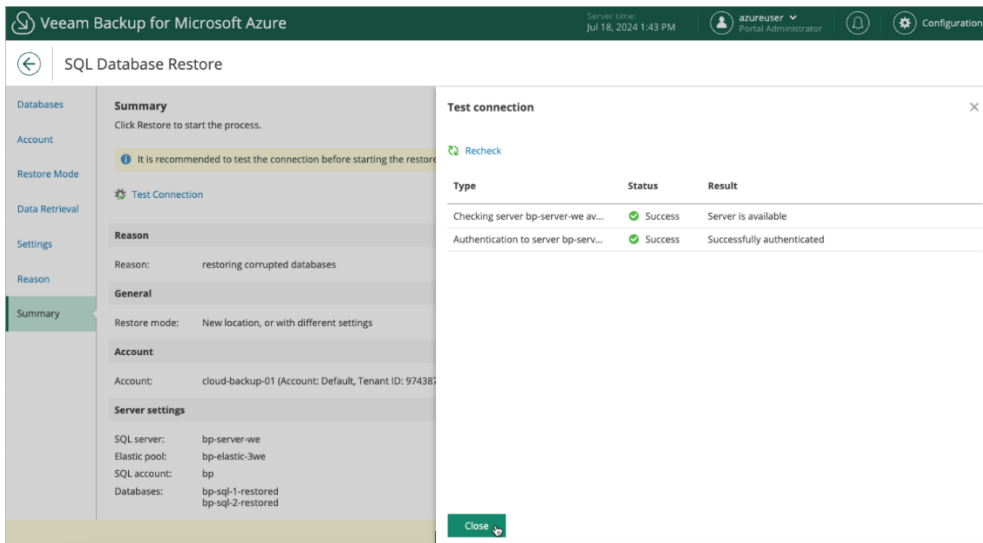 Veeam Backup for Microsoft Azure
Server time:
Jul 18, 2024 1:43 PM
azureuser
Portal Administrator
Configuration
SQL Database Restore
Databases
Account
Restore Mode
Data Retrieval
Settings
Reason
Summary
Summary
Click Restore to start the process.
It is recommended to test the connection before starting the restore
Test Connection
Reason
Reason: restoring corrupted databases
General
Restore mode: New location, or with different settings
Account
Account: cloud-backup-01 (Account: Default, Tenant ID: 974387
Server settings
SQL server: bp-server-we
Elastic pool: bp-elastic-3we
SQL account: bp
Databases: bp-sql-1-restored
bp-sql-2-restored
Test connection
Recheck
Type Status Result
Checking server bp-server-we av... Success Server is available
Authentication to server bp-serv... Success Successfully authenticated
Close